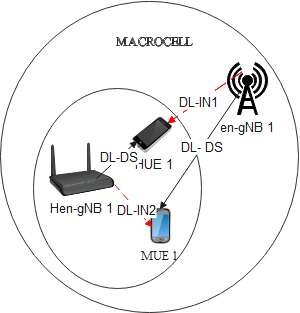 MACROCELL
DL-IN1
en-gNB 1
DL- DS
DL-DS
HUE 1
Hen-gNB 1
DL-IN2
MUE 1